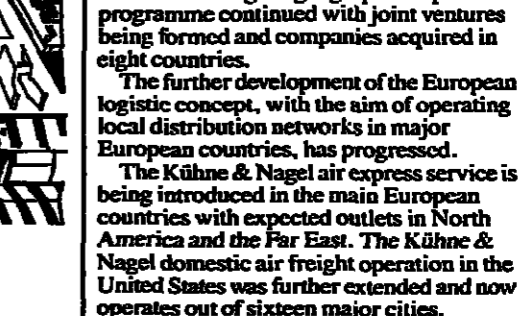 programme continued with joint ventures
being formed and companies acquired in
eight countries.
The further development of the European
logistic concept, with the aim of operating
local distribution networks in major
European countries, has progressed.
The Kühne & Nagel air express service is
being introduced in the main European
countries with expected outlets in North
America and the Far East. The Kühne &
Nagel domestic air freight operation in the
United States was further extended and now
operates out of sixteen major cities.